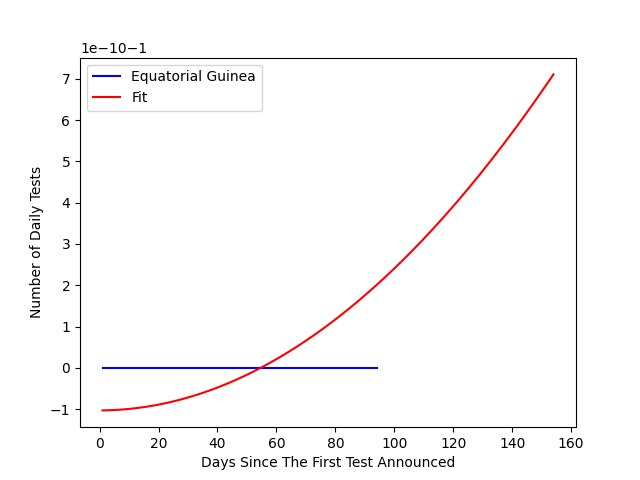 1e−10−1
Equatorial Guinea
Fit
7
6
5
4
3
2
1
0
−1
Number of Daily Tests
0 20 40 60 80 100 120 140 160
Days Since The First Test Announced